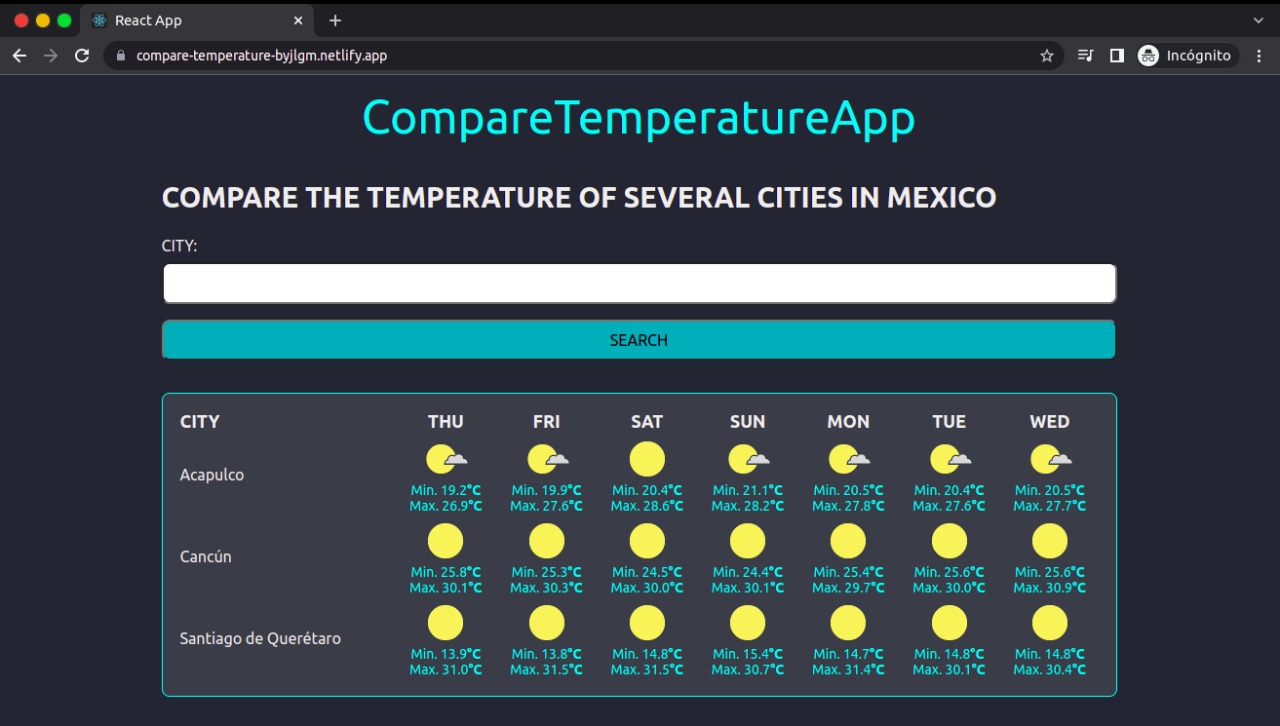 React App
compare-temperature-byjlgm.netlify.app
Incógnito
CompareTemperatureApp
COMPARE THE TEMPERATURE OF SEVERAL CITIES IN MEXICO
CITY:
SEARCH
CITY THU FRI SAT SUN MON TUE WED
Acapulco
Min. 19.2°C Min. 19.9°C Min. 20.4°C Min. 21.1°C Min. 20.5°C Min. 20.4°C Min. 20.5°C
Max. 26.9°C Max. 27.6°C Max. 28.6°C Max. 28.2°C Max. 27.8°C Max. 27.6°C Max. 27.7°C
Cancún
Min. 25.8°C Min. 25.3°C Min. 24.5°C Min. 24.4°C Min. 25.4°C Min. 25.6°C Min. 25.6°C
Max. 30.1°C Max. 30.3°C Max. 30.0°C Max. 30.1°C Max. 29.7°C Max. 30.0°C Max. 30.9°C
Santiago de Querétaro
Min. 13.9°C Min. 13.8°C Min. 14.8°C Min. 15.4°C Min. 14.7°C Min. 14.8°C Min. 14.8°C
Max. 31.0°C Max. 31.5°C Max. 31.5°C Max. 30.7°C Max. 31.4°C Max. 30.1°C Max. 30.4°C